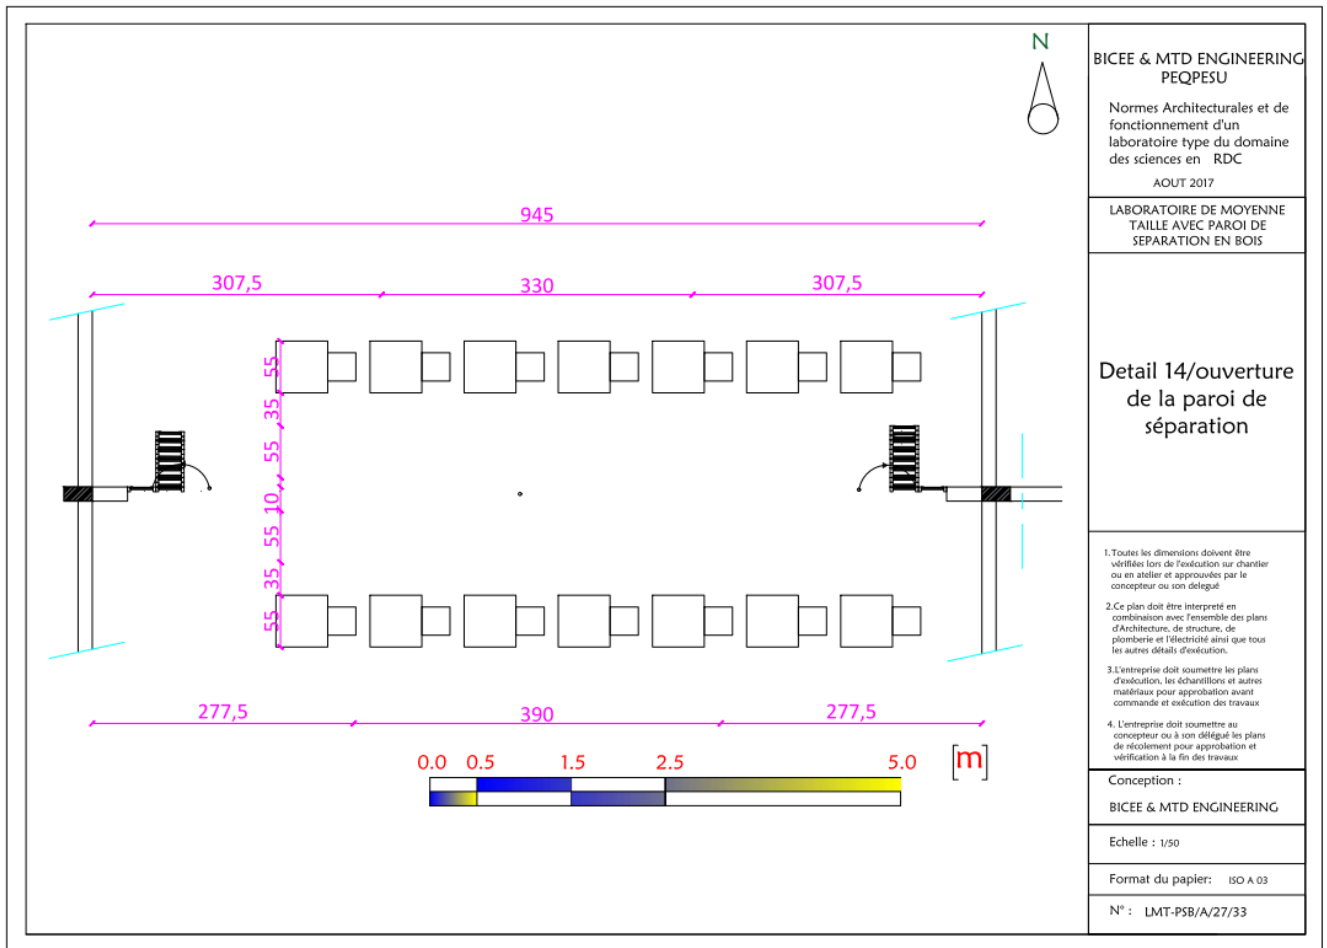 N
945
307,5
330
307,5
55
35
55
10
55
35
55
277,5
390
277,5
0.0 0.5 1.5 2.5 5.0 [m]
BICEE & MTD ENGINEERING
PEQPESU
Normes Architecturales et de
fonctionnement d'un
laboratoire type du domaine
des sciences en RDC
AOUT 2017
LABORATOIRE DE MOYENNE
TAILLE AVEC PAROI DE
SEPARATION EN BOIS
Detail 14/ouverture
de la paroi de
séparation
1.Toutes les dimensions doivent être
vérifiées lors de l'exécution sur chantier
ou en atelier et approuvées par le
concepteur ou son delegué
2.Ce plan doit être interpreté en
combinaison avec l'ensemble des plans
d'Architecture, de structure, de
plomberie et l'électricité ainsi que tous
les autres détails d'exécution.
3.L'entreprise doit soumettre les plans
d'exécution, les échantillons et autres
matériaux pour approbation avant
commande et exécution des travaux
4. L'entreprise doit soumettre au
concepteur ou à son délégué les plans
de récolement pour approbation et
vérification à la fin des travaux
Conception :
BICEE & MTD ENGINEERING
Echelle : 1/50
Format du papier: ISO A 03
N° : LMT-PSB/A/27/33